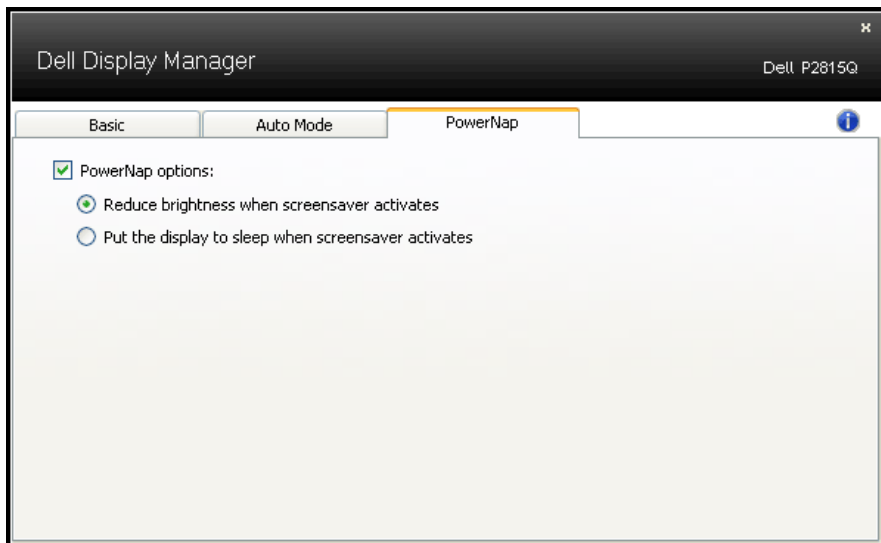 Dell Display Manager
Dell P2815Q
Basic
Auto Mode
PowerNap
PowerNap options:
Reduce brightness when screensaver activates
Put the display to sleep when screensaver activates